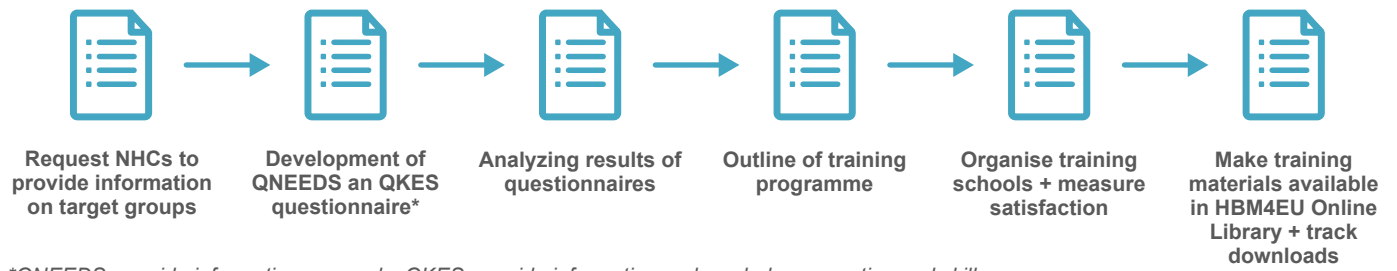 Request NHCs to
provide information
on target groups
Development of
QNEEDS an QKES
questionnaire*
Analyzing results of
questionnaires
Outline of training
programme
Organise training
schools + measure
satisfaction
Make training
materials available
in HBM4EU Online
Library + track
downloads